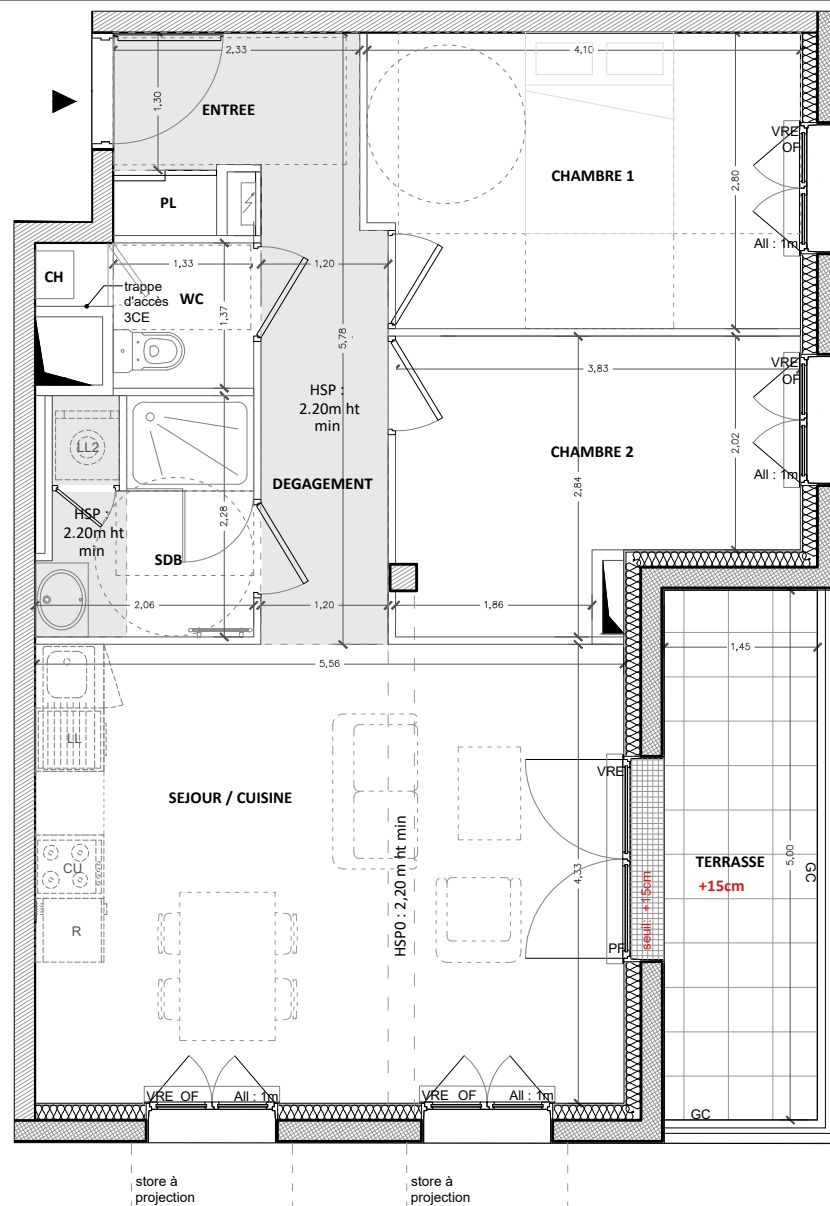 2,33
4,10
1,30
ENTREE
VRE
OF
CHAMBRE 1
2,80
PL
All : 1m
CH
1,33
1,20
trappe
d'accès
3CE
WC
1,37
5,78
VRE
OF
3,83
HSP :
2.20m ht
min
LL2
CHAMBRE 2
2,02
All : 1m
DEGAGEMENT
2,84
HSP :
2.20m ht
min
2,28
SDB
2,06
1,20
1,86
1,45
5,56
LL
VRE
SEJOUR / CUISINE
HSP0 : 2,20 m ht min
4,33
CU
TERRASSE
+15cm
5,00
GC
seuil: +15cm
R
PF
VRE OF
All : 1m
VRE OF
All : 1m
GC
store à
projection
store à
projection